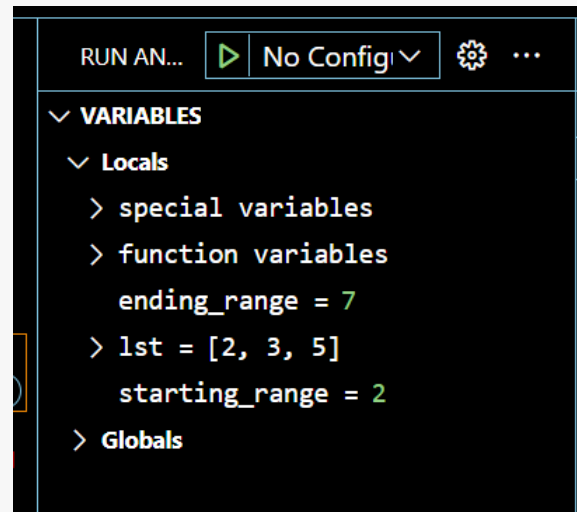 RUN AN... No Config
VARIABLES
Locals
special variables
function variables
ending_range = 7
lst = [2, 3, 5]
starting_range = 2
Globals